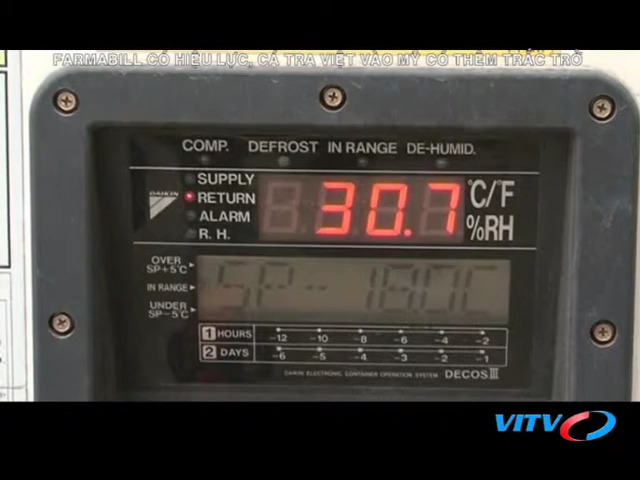 FARMABILL CÓ HIỆU LỰC, CÁ TRA VIỆT VÀO MỸ CÓ THÊM TRẮC TRỞ
COMP. DEFROST IN RANGE DE-HUMID.
DAIKIN
SUPPLY
RETURN
ALARM
R. H.
30.7
°C/°F
%RH
OVER
SP+5°C
IN RANGE
UNDER
SP-5°C
SP-18.0C
1 HOURS -12 -10 -8 -6 -4 -2
2 DAYS -6 -5 -4 -3 -2 -1
DAIKIN ELECTRONIC CONTAINER OPERATION SYSTEM DECOS III
VITV